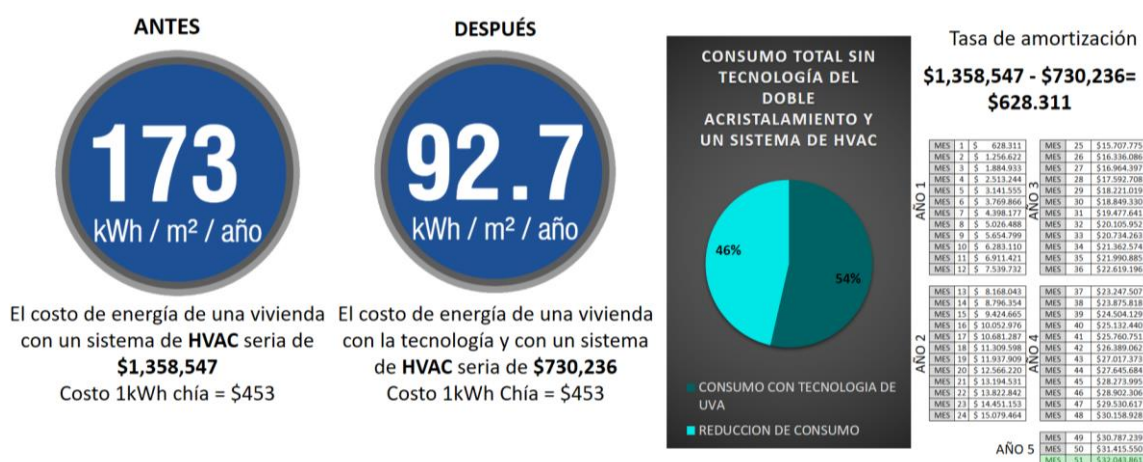 ANTES
173
kWh / m² / año
El costo de energía de una vivienda
con un sistema de HVAC seria de
$1,358,547
Costo 1kWh chía = $453
DESPUÉS
92.7
kWh / m² / año
El costo de energía de una vivienda
con la tecnología y con un sistema
de HVAC seria de $730,236
Costo 1kWh Chía = $453
CONSUMO TOTAL SIN
TECNOLOGÍA DEL
DOBLE
ACRISTALAMIENTO Y
UN SISTEMA DE HVAC
46%
54%
CONSUMO CON TECNOLOGIA DE
UVA
REDUCCION DE CONSUMO
Tasa de amortización
$1,358,547 - $730,236=
$628.311
AÑO 1
MES 1 $ 628.311
MES 2 $ 1.256.622
MES 3 $ 1.884.933
MES 4 $ 2.513.244
MES 5 $ 3.141.555
MES 6 $ 3.769.866
MES 7 $ 4.398.177
MES 8 $ 5.026.488
MES 9 $ 5.654.799
MES 10 $ 6.283.110
MES 11 $ 6.911.421
MES 12 $ 7.539.732
AÑO 2
MES 13 $ 8.168.043
MES 14 $ 8.796.354
MES 15 $ 9.424.665
MES 16 $ 10.052.976
MES 17 $ 10.681.287
MES 18 $ 11.309.598
MES 19 $ 11.937.909
MES 20 $ 12.566.220
MES 21 $ 13.194.531
MES 22 $ 13.822.842
MES 23 $ 14.451.153
MES 24 $ 15.079.464
AÑO 3
MES 25 $15.707.775
MES 26 $16.336.086
MES 27 $16.964.397
MES 28 $17.592.708
MES 29 $18.221.019
MES 30 $18.849.330
MES 31 $19.477.641
MES 32 $20.105.952
MES 33 $20.734.263
MES 34 $21.362.574
MES 35 $21.990.885
MES 36 $22.619.196
AÑO 4
MES 37 $23.247.507
MES 38 $23.875.818
MES 39 $24.504.129
MES 40 $25.132.440
MES 41 $25.760.751
MES 42 $26.389.062
MES 43 $27.017.373
MES 44 $27.645.684
MES 45 $28.273.995
MES 46 $28.902.306
MES 47 $29.530.617
MES 48 $30.158.928
AÑO 5
MES 49 $30.787.239
MES 50 $31.415.550
MES 51 $32.043.861